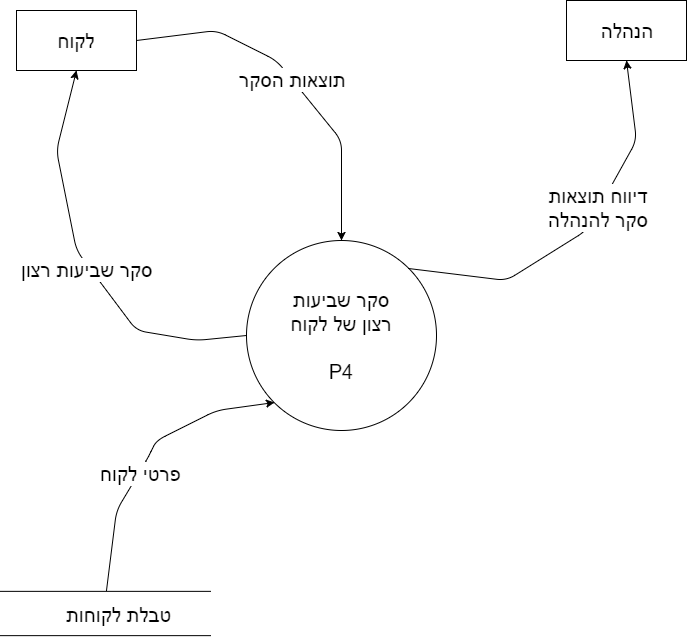 הנהלה
לקוח
תוצאות הסקר
דיווח תוצאות
סקר להנהלה
סקר שביעות רצון
סקר שביעות
רצון של לקוח
P4
פרטי לקוח
טבלת לקוחות